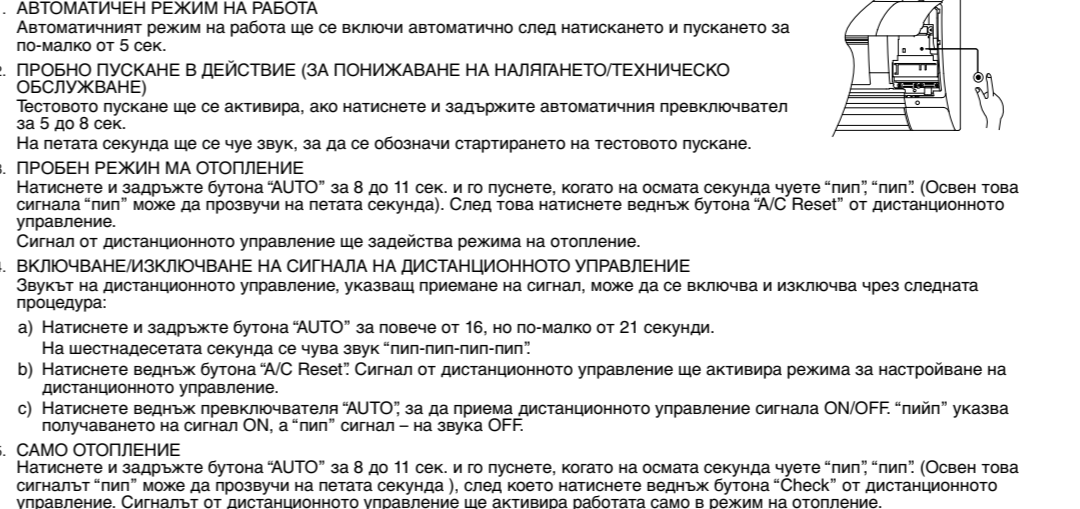 . АВТОМАТИЧЕН РЕЖИМ НА РАБОТА
Автоматичният режим на работа ще се включи автоматично след натискането и пускането за
по-малко от 5 сек.
2. ПРОБНО ПУСКАНЕ В ДЕЙСТВИЕ (ЗА ПОНИЖАВАНЕ НА НАЛЯГАНЕТО/ТЕХНИЧЕСКО
ОБСЛУЖВАНЕ)
Тестовото пускане ще се активира, ако натиснете и задържите автоматичния превключвател
за 5 до 8 сек.
На петата секунда ще се чуе звук, за да се обозначи стартирането на тестовото пускане.
3. ПРОБЕН РЕЖИН МА ОТОПЛЕНИЕ
Натиснете и задръжте бутона “AUTO” за 8 до 11 сек. и го пуснете, когато на осмата секунда чуете “пип”, “пип”. (Освен това
сигнала “пип” може да прозвучи на петата секунда). След това натиснете веднъж бутона “A/C Reset” от дистанционното
управление.
Сигнал от дистанционното управление ще задейства режима на отопление.
4. ВКЛЮЧВАНЕ/ИЗКЛЮЧВАНЕ НА СИГНАЛА НА ДИСТАНЦИОННОТО УПРАВЛЕНИЕ
Звукът на дистанционното управление, указващ приемане на сигнал, може да се включва и изключва чрез следната
процедура:
a) Натиснете и задръжте бутона “AUTO” за повече от 16, но по-малко от 21 секунди.
На шестнадесетата секунда се чува звук “пип-пип-пип-пип”.
b) Натиснете веднъж бутона “A/C Reset”. Сигнал от дистанционното управление ще активира режима за настройване на
дистанционното управление.
c) Натиснете веднъж превключвателя “AUTO”, за да приема дистанционното управление сигнала ON/OFF. “пийп” указва
получаването на сигнал ON, а “пип” сигнал – на звука OFF.
5. САМО ОТОПЛЕНИЕ
Натиснете и задръжте бутона “AUTO” за 8 до 11 сек. и го пуснете, когато на осмата секунда чуете “пип”, “пип”. (Освен това
сигналът “пип” може да прозвучи на петата секунда ), след което натиснете веднъж бутона “Check” от дистанционното
управление. Сигналът от дистанционното управление ще активира работата само в режим на отопление.